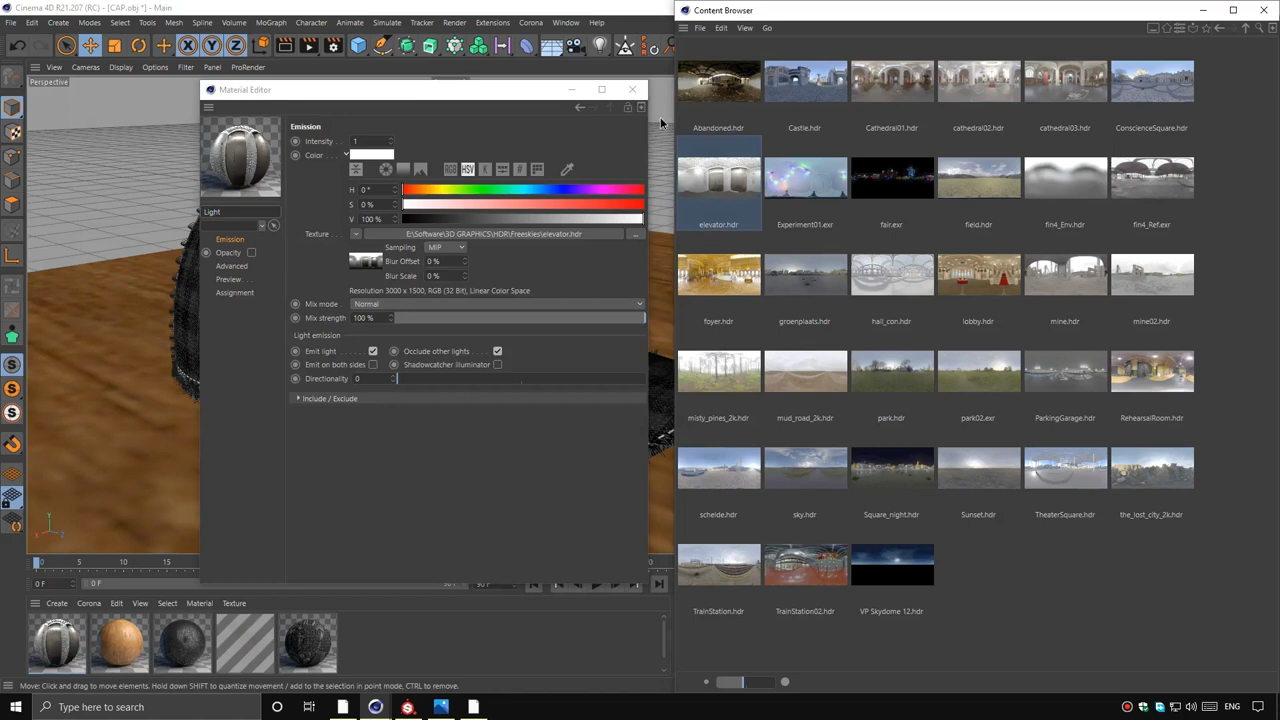 Cinema 4D R21.207 (RC) - [CAP.obj *] - Main
File Edit Create Modes Select Tools Mesh Spline Volume MoGraph Character Animate Simulate Tracker Render Extensions Corona Window Help
View Cameras Display Options Filter Panel ProRender
Perspective
Material Editor
Emission
Intensity 1
Color
RGB HSV K
H 0 °
S 0 %
V 100 %
Texture E:\Software\3D GRAPHICS\HDR\Freeskies\elevator.hdr ...
Sampling MIP
Blur Offset 0 %
Blur Scale 0 %
Resolution 3000 x 1500, RGB (32 Bit), Linear Color Space
Mix mode Normal
Mix strength 100 %
Light emission
Emit light Occlude other lights
Emit on both sides Shadowcatcher illuminator
Directionality 0
Include / Exclude
Light
Emission
Opacity
Advanced
Preview
Assignment
0 5 10 15
0 F 0 F
Create Corona Edit View Select Material Texture
Move: Click and drag to move elements. Hold down SHIFT to quantize movement / add to the selection in point mode, CTRL to remove.
Content Browser
File Edit View Go
Abandoned.hdr Castle.hdr Cathedral01.hdr cathedral02.hdr cathedral03.hdr ConscienceSquare.hdr
elevator.hdr Experiment01.exr fair.exr field.hdr fin4_Env.hdr fin4_Ref.exr
foyer.hdr groenplaats.hdr hall_con.hdr lobby.hdr mine.hdr mine02.hdr
misty_pines_2k.hdr mud_road_2k.hdr park.hdr park02.exr ParkingGarage.hdr RehearsalRoom.hdr
schelde.hdr sky.hdr Square_night.hdr Sunset.hdr TheaterSquare.hdr the_lost_city_2k.hdr
TrainStation.hdr TrainStation02.hdr VP Skydome 12.hdr
Type here to search
ENG